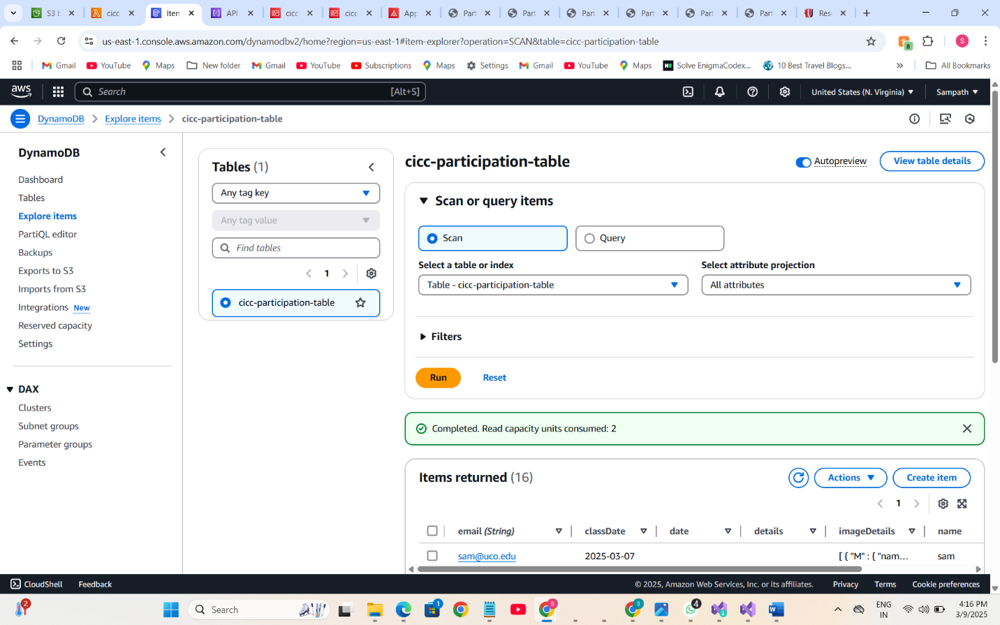 S3 b
cicc
Iten
API
cicc
cicc
App
Part
Part
Part
Part
Part
Part
Res
us-east-1.console.aws.amazon.com/dynamodbv2/home?region=us-east-1#item-explorer?operation=SCAN&table=cicc-participation-table
8
S
Gmail
YouTube
Maps
New folder
Gmail
YouTube
Subscriptions
Maps
Settings
Gmail
YouTube
Maps
Solve EnigmaCodex...
10 Best Travel Blogs...
All Bookmarks
aws
Search
[Alt+S]
United States (N. Virginia)
Sampath
DynamoDB
Explore items
cicc-participation-table
DynamoDB
Dashboard
Tables
Explore items
PartiQL editor
Backups
Exports to S3
Imports from S3
Integrations New
Reserved capacity
Settings
DAX
Clusters
Subnet groups
Parameter groups
Events
Tables (1)
Any tag key
Any tag value
Find tables
1
cicc-participation-table
cicc-participation-table
Autopreview
View table details
Scan or query items
Scan
Query
Select a table or index
Select attribute projection
Table - cicc-participation-table
All attributes
Filters
Run
Reset
Completed. Read capacity units consumed: 2
Items returned (16)
Actions
Create item
1
email (String)
classDate
date
details
imageDetails
name
sam@uco.edu
2025-03-07
[ { "M" : { "nam...
sam
CloudShell
Feedback
© 2025, Amazon Web Services, Inc. or its affiliates.
Privacy
Terms
Cookie preferences
2
Search
1
S
S
4
ENG
IN
4:16 PM
3/9/2025